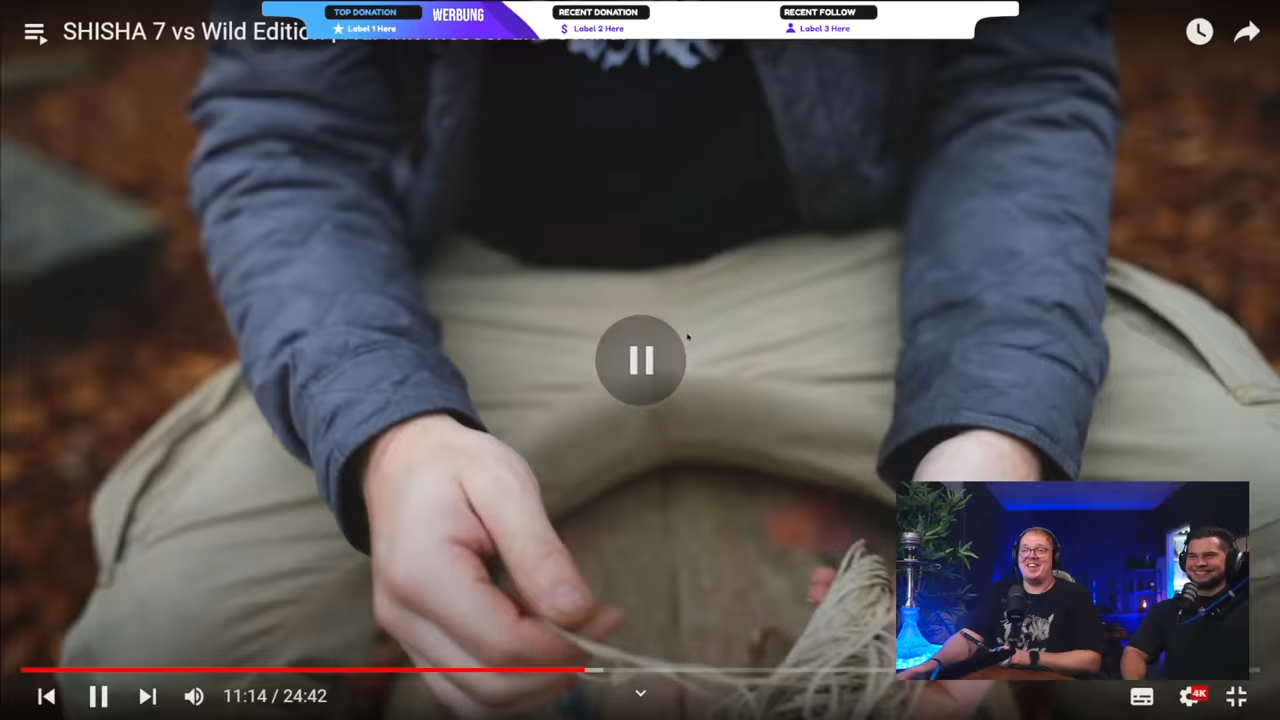 TOP DONATION
WERBUNG
RECENT DONATION
RECENT FOLLOW
Label 1 Here
Label 2 Here
Label 3 Here
SHISHA 7 vs Wild
11:14 / 24:42
4K